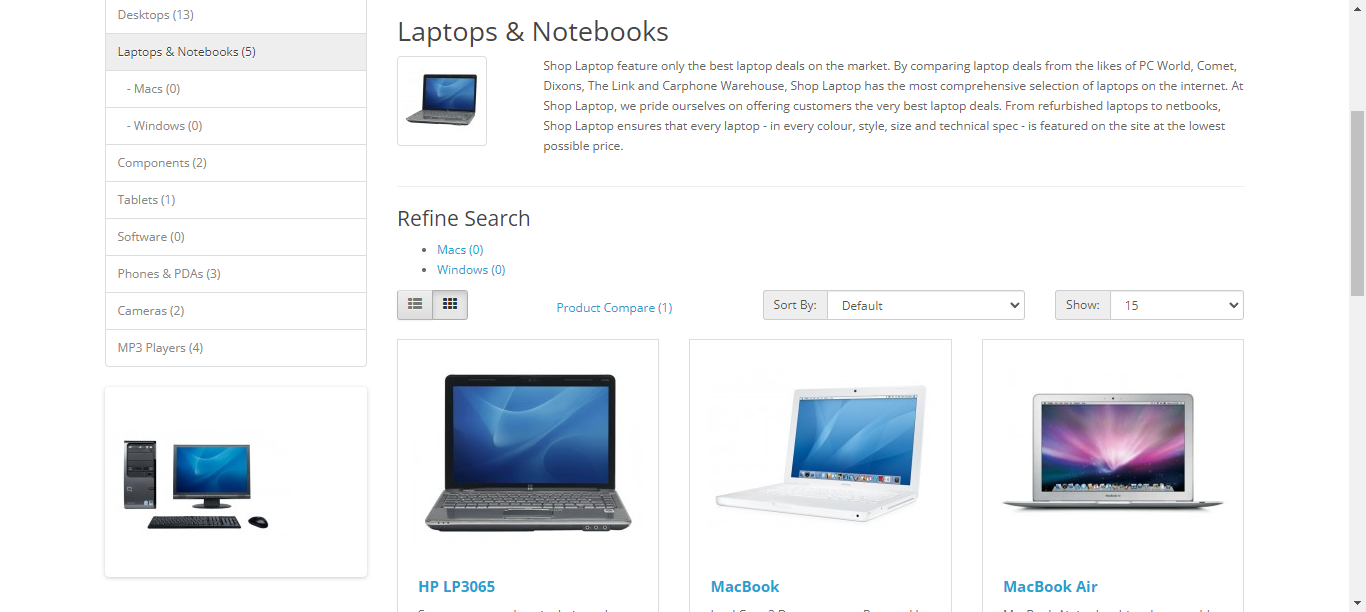 Desktops (13)
Laptops & Notebooks (5)
- Macs (0)
- Windows (0)
Components (2)
Tablets (1)
Software (0)
Phones & PDAs (3)
Cameras (2)
MP3 Players (4)
Laptops & Notebooks
Shop Laptop feature only the best laptop deals on the market. By comparing laptop deals from the likes of PC World, Comet,
Dixons, The Link and Carphone Warehouse, Shop Laptop has the most comprehensive selection of laptops on the internet. At
Shop Laptop, we pride ourselves on offering customers the very best laptop deals. From refurbished laptops to netbooks,
Shop Laptop ensures that every laptop - in every colour, style, size and technical spec - is featured on the site at the lowest
possible price.
Refine Search
Macs (0)
Windows (0)
Product Compare (1)
Sort By:
Default
Show:
15
HP LP3065
MacBook
MacBook Air